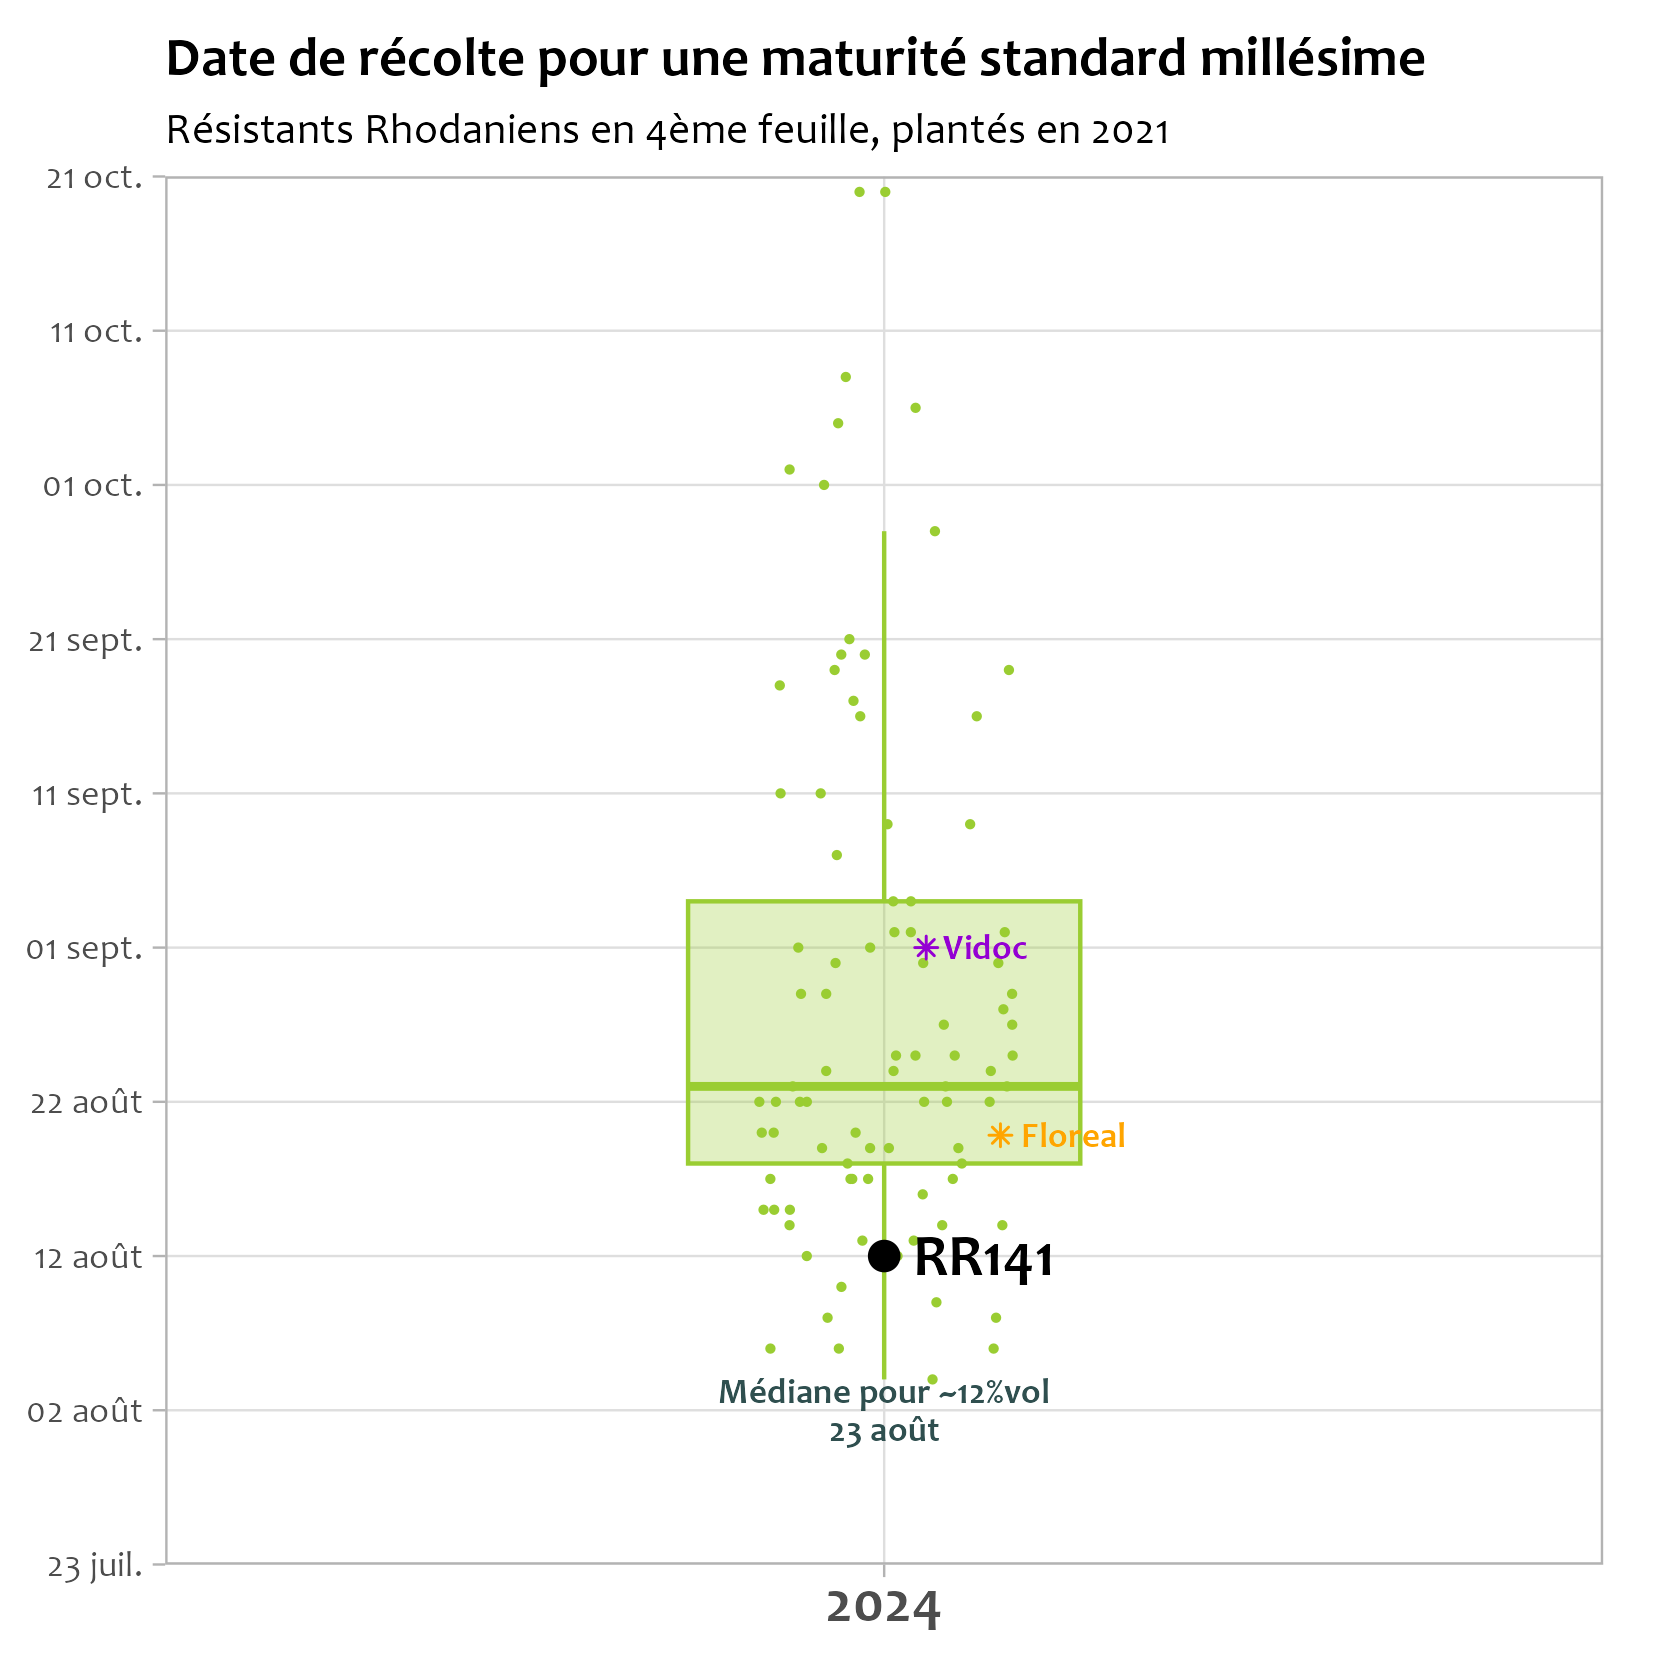 Date de récolte pour une maturité standard millésime
Résistants Rhodaniens en 4ème feuille, plantés en 2021
21 oct.
11 oct.
01 oct.
21 sept.
11 sept.
01 sept.
Vidoc
22 août
Floreal
12 août
RR141
Médiane pour ~12%vol
02 août
23 août
23 juil.
2024